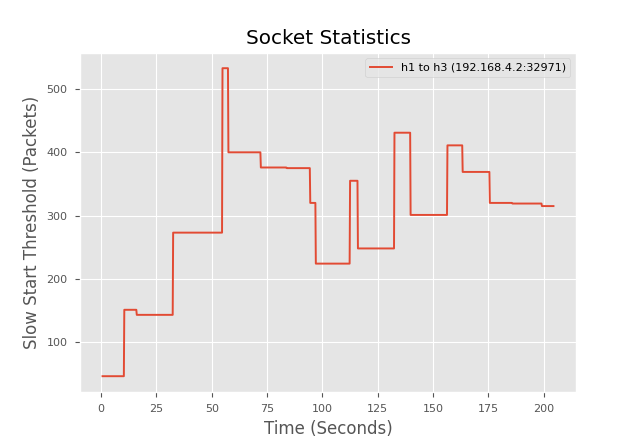 Socket Statistics
h1 to h3 (192.168.4.2:32971)
Slow Start Threshold (Packets)
500
400
300
200
100
0 25 50 75 100 125 150 175 200
Time (Seconds)